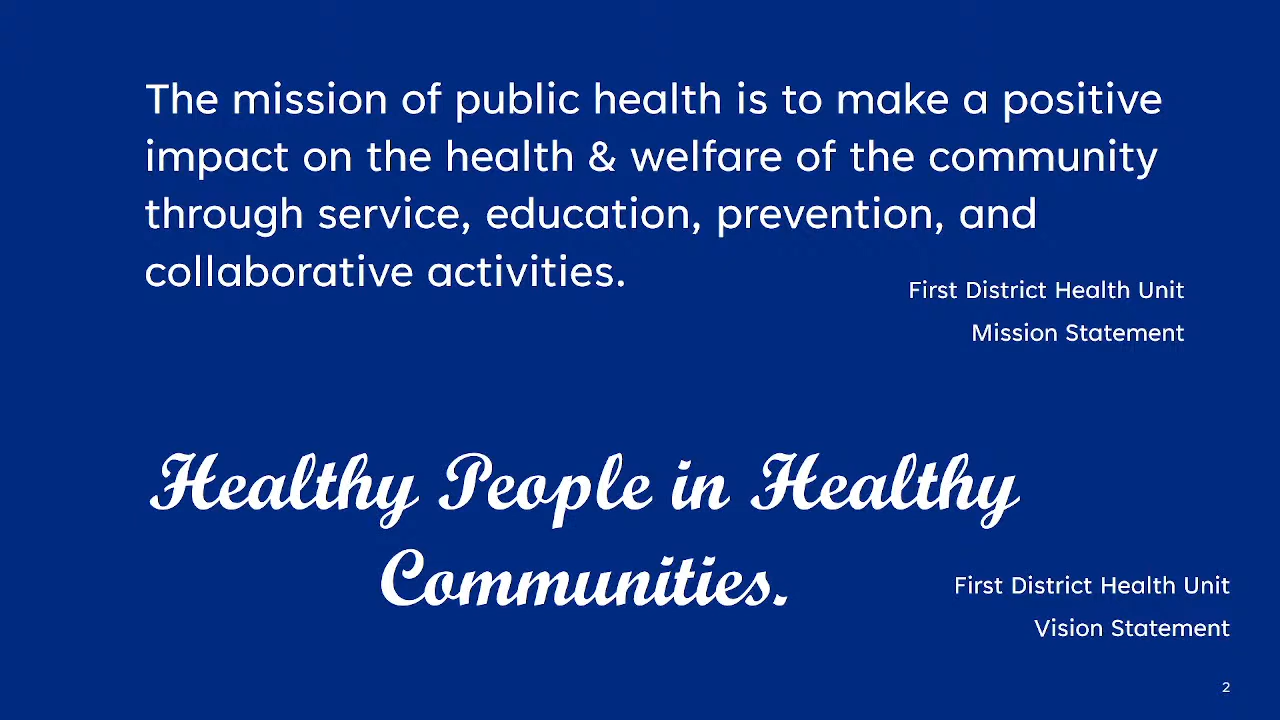 The mission of public health is to make a positive
impact on the health & welfare of the community
through service, education, prevention, and
collaborative activities.
First District Health Unit
Mission Statement
Healthy People in Healthy
Communities.
First District Health Unit
Vision Statement
2